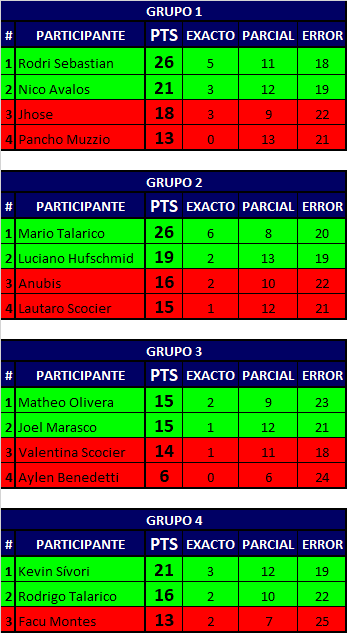 GRUPO 1
# PARTICIPANTE PTS EXACTO PARCIAL ERROR
1 Rodri Sebastian 26 5 11 18
2 Nico Avalos 21 3 12 19
3 Jhose 18 3 9 22
4 Pancho Muzzio 13 0 13 21
GRUPO 2
# PARTICIPANTE PTS EXACTO PARCIAL ERROR
1 Mario Talarico 26 6 8 20
2 Luciano Hufschmid 19 2 13 19
3 Anubis 16 2 10 22
4 Lautaro Scocier 15 1 12 21
GRUPO 3
# PARTICIPANTE PTS EXACTO PARCIAL ERROR
1 Matheo Olivera 15 2 9 23
2 Joel Marasco 15 1 12 21
3 Valentina Scocier 14 1 11 18
4 Aylen Benedetti 6 0 6 24
GRUPO 4
# PARTICIPANTE PTS EXACTO PARCIAL ERROR
1 Kevin Sívori 21 3 12 19
2 Rodrigo Talarico 16 2 10 22
3 Facu Montes 13 2 7 25